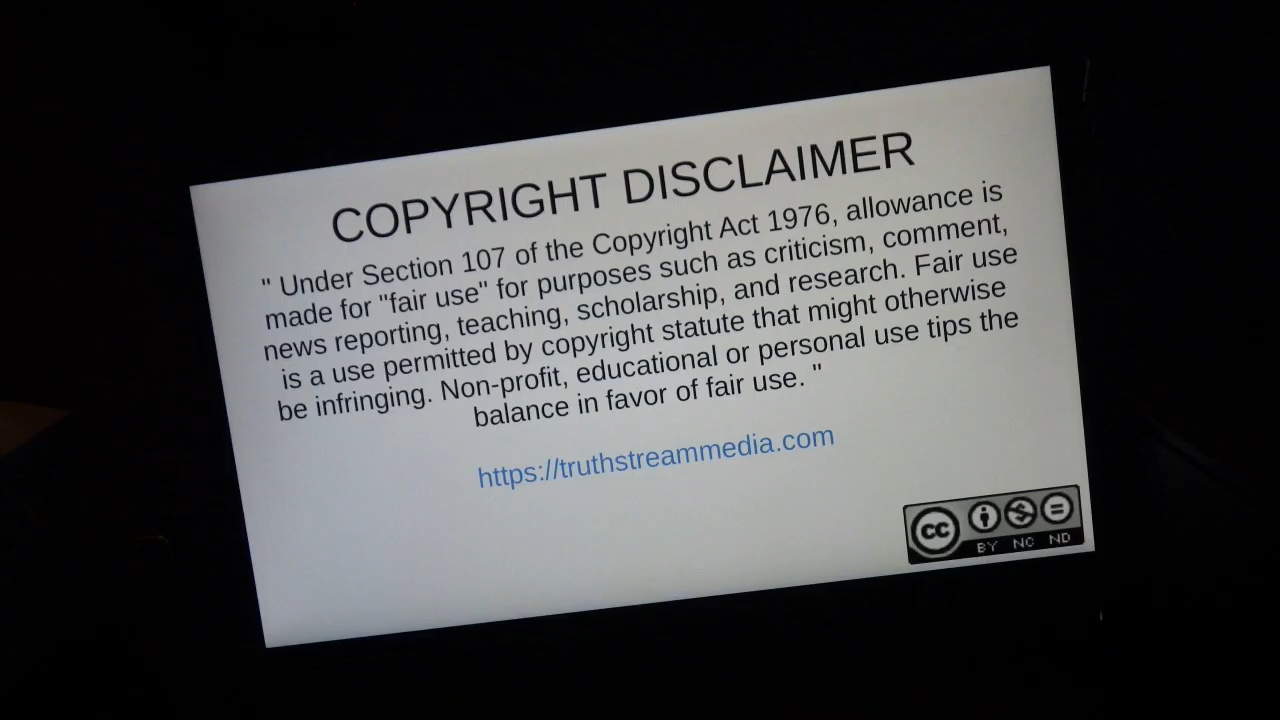 COPYRIGHT DISCLAIMER
" Under Section 107 of the Copyright Act 1976, allowance is
made for "fair use" for purposes such as criticism, comment,
news reporting, teaching, scholarship, and research. Fair use
is a use permitted by copyright statute that might otherwise
be infringing. Non-profit, educational or personal use tips the
balance in favor of fair use. "
https://truthstreammedia.com
cc
BY NC ND